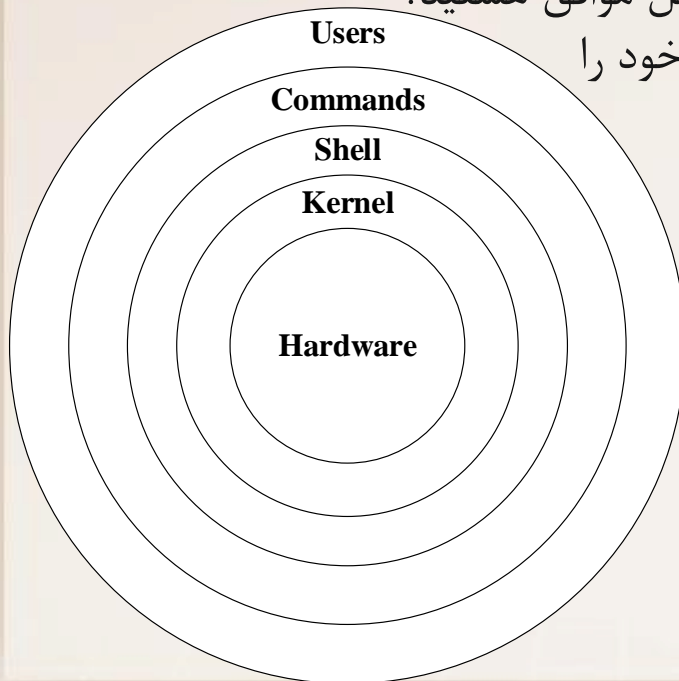 موافق هستید.
خود را
Users
Commands
Shell
Kernel
Hardware